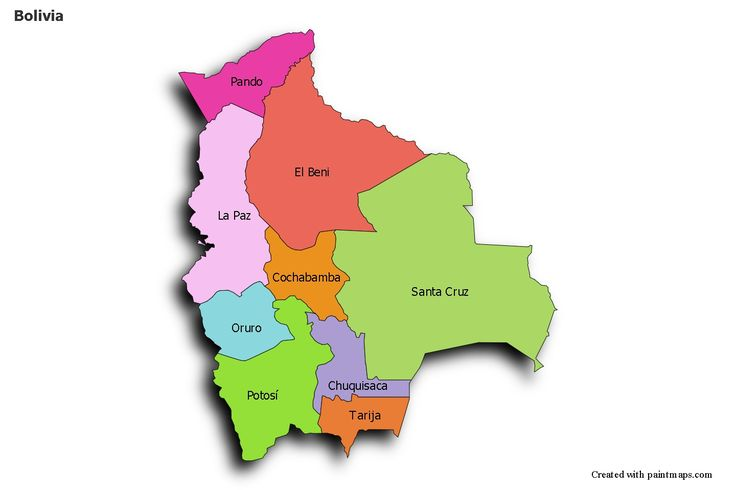 Bolivia
Pando
El Beni
La Paz
Cochabamba
Santa Cruz
Oruro
Chuquisaca
Potosí
Tarija
Created with paintmaps.com